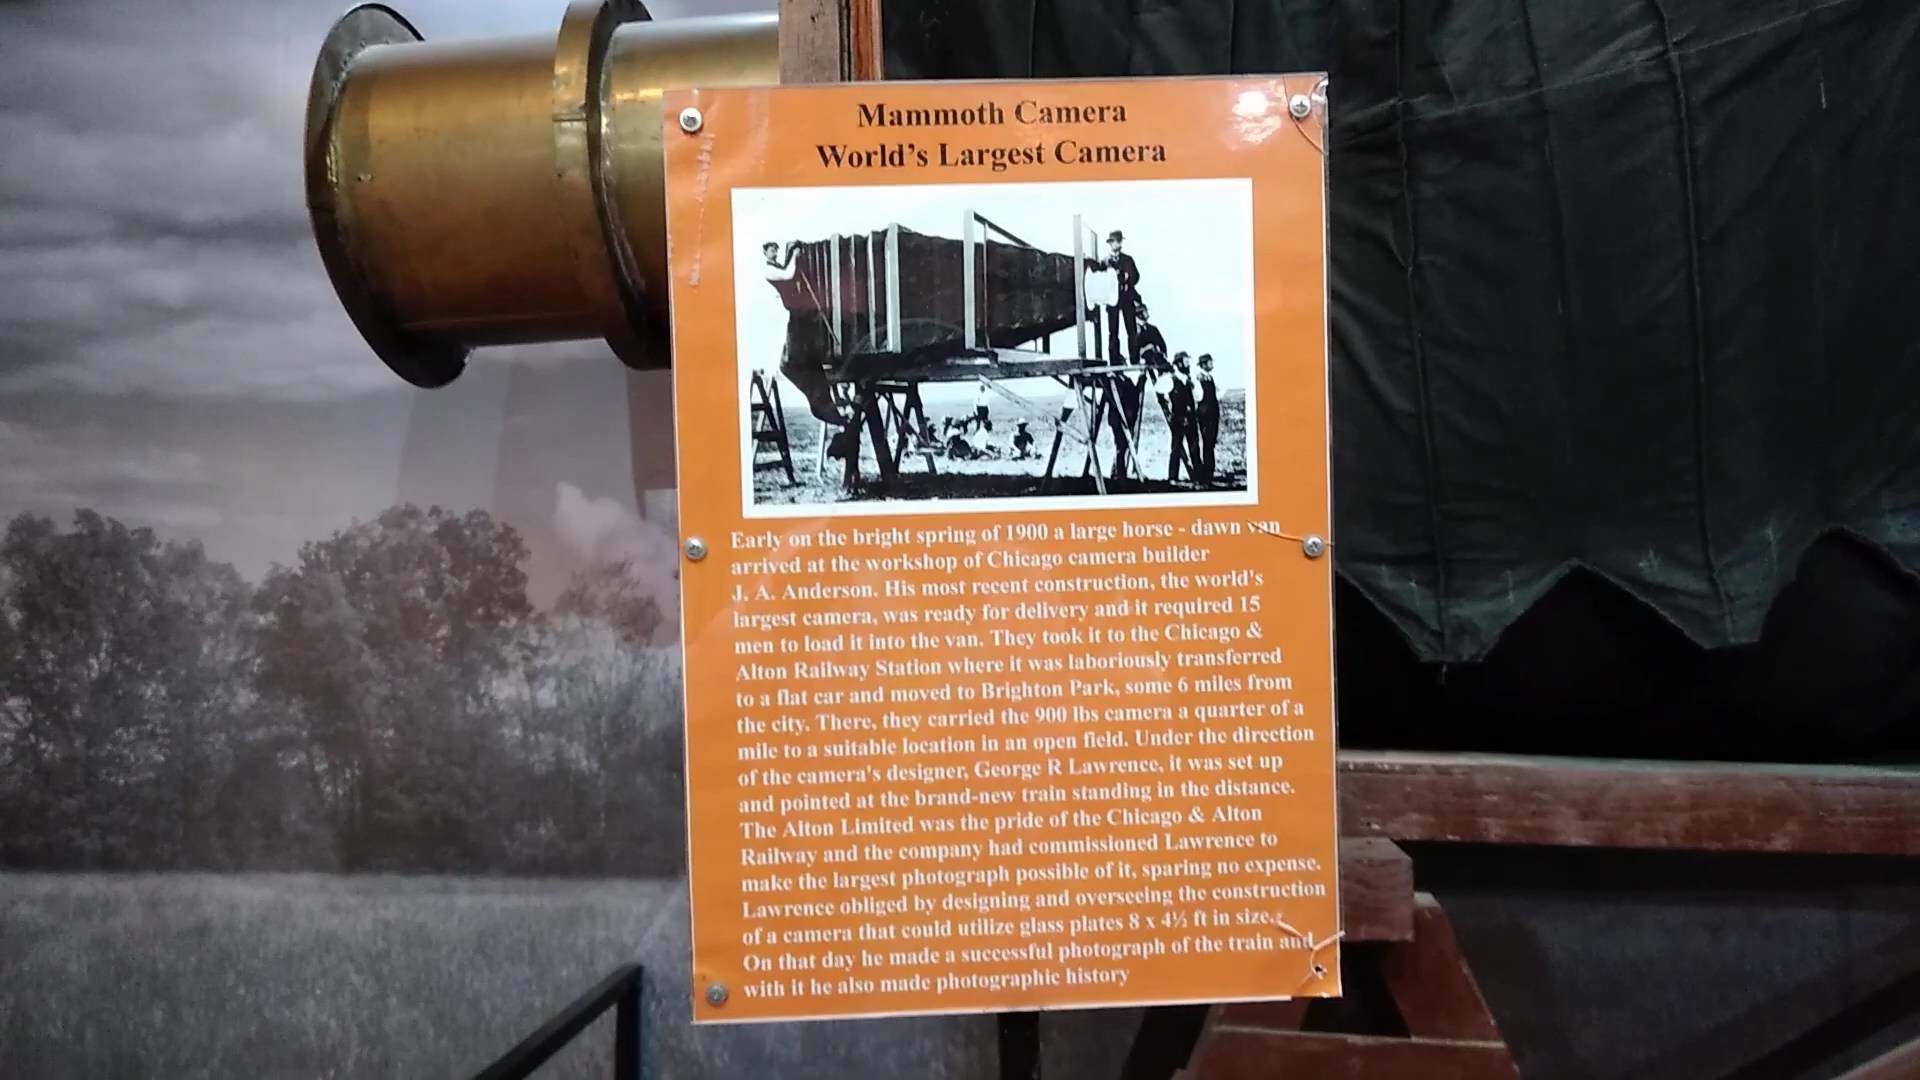 Mammoth Camera
World's Largest Camera
Early on the bright spring of 1900 a large horse - dawn van
arrived at the workshop of Chicago camera builder
J. A. Anderson. His most recent construction, the world's
largest camera, was ready for delivery and it required 15
men to load it into the van. They took it to the Chicago &
Alton Railway Station where it was laboriously transferred
to a flat car and moved to Brighton Park, some 6 miles from
the city. There, they carried the 900 lbs camera a quarter of a
mile to a suitable location in an open field. Under the direction
of the camera's designer, George R Lawrence, it was set up
and pointed at the brand-new train standing in the distance.
The Alton Limited was the pride of the Chicago & Alton
Railway and the company had commissioned Lawrence to
make the largest photograph possible of it, sparing no expense.
Lawrence obliged by designing and overseeing the construction
of a camera that could utilize glass plates 8 x 4½ ft in size.
On that day he made a successful photograph of the train and
with it he also made photographic history